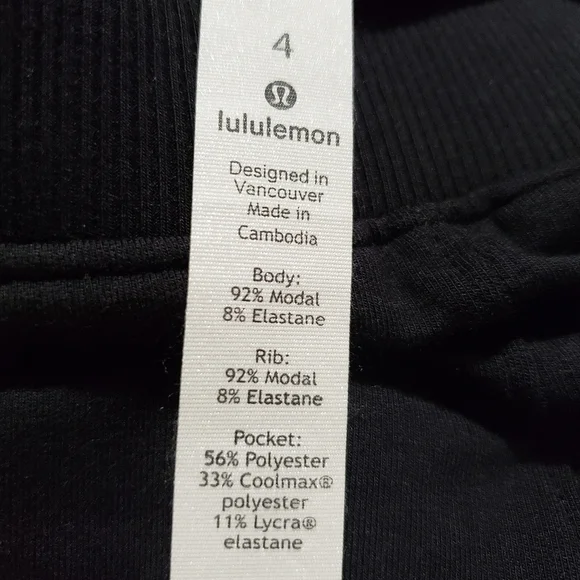 4
lululemon
Designed in
Vancouver
Made in
Cambodia
Body:
92% Modal
8% Elastane
Rib:
92% Modal
8% Elastane
Pocket:
56% Polyester
33% Coolmax®
polyester
11% Lycra®
elastane